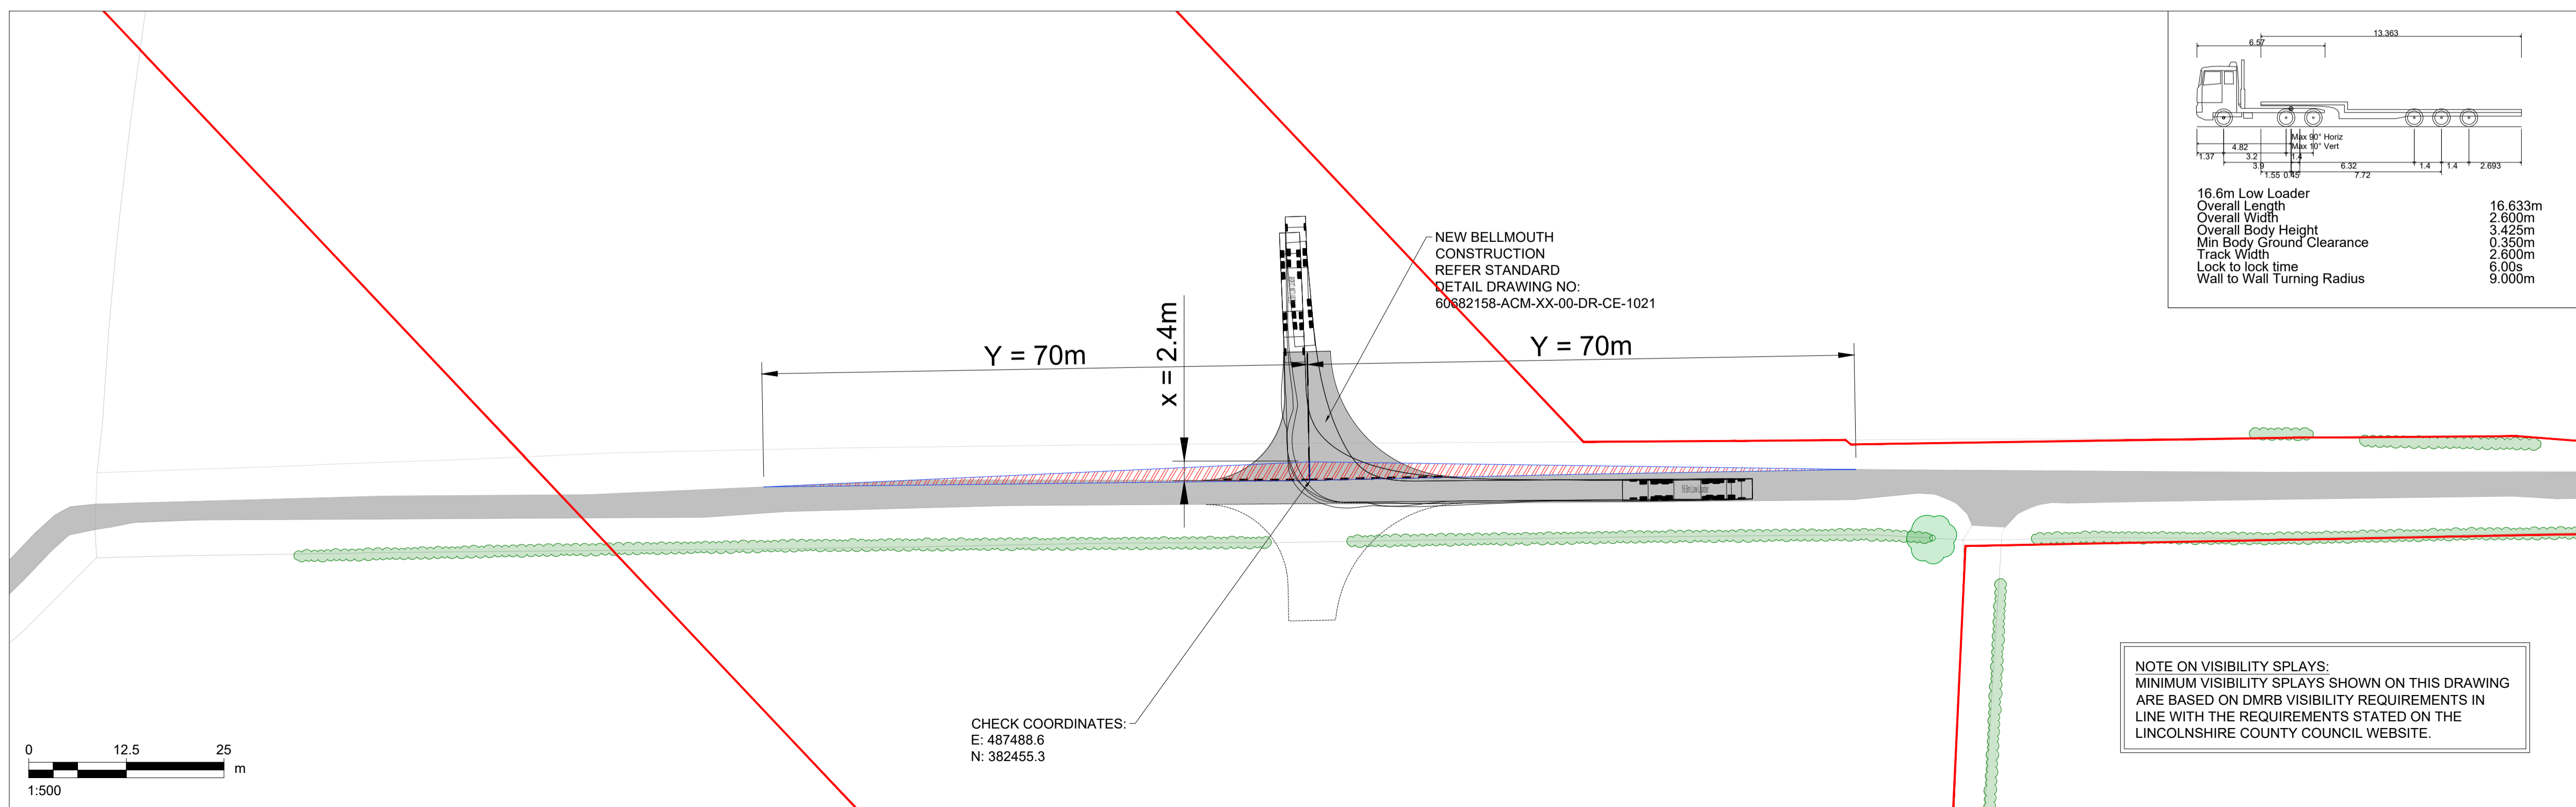 13.363
6.57
Max 90° Horiz
Max 10° Vert
4.82
1.37
3.2
1.4
3.9
6.32
1.4
1.4
2.693
1.55
0.45
7.72
16.6m Low Loader
Overall Length 16.633m
Overall Width 2.600m
Overall Body Height 3.425m
Min Body Ground Clearance 0.350m
Track Width 2.600m
Lock to lock time 6.00s
Wall to Wall Turning Radius 9.000m
NEW BELLMOUTH
CONSTRUCTION
REFER STANDARD
DETAIL DRAWING NO:
60682158-ACM-XX-00-DR-CE-1021
Y = 70m
x = 2.4m
Y = 70m
16.6m Low Loader
NOTE ON VISIBILITY SPLAYS:
MINIMUM VISIBILITY SPLAYS SHOWN ON THIS DRAWING
ARE BASED ON DMRB VISIBILITY REQUIREMENTS IN
LINE WITH THE REQUIREMENTS STATED ON THE
LINCOLNSHIRE COUNTY COUNCIL WEBSITE.
CHECK COORDINATES:
E: 487488.6
N: 382455.3
0 12.5 25
m
1:500